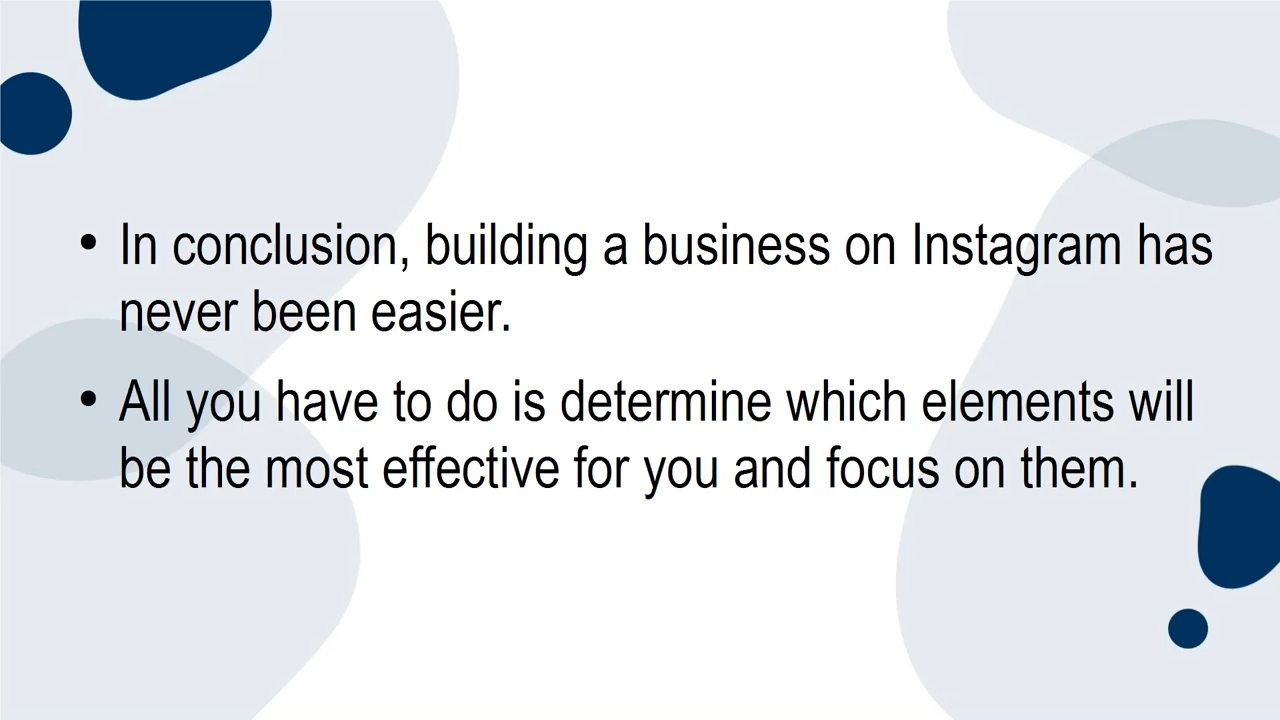 • In conclusion, building a business on Instagram has
never been easier.
• All you have to do is determine which elements will
be the most effective for you and focus on them.